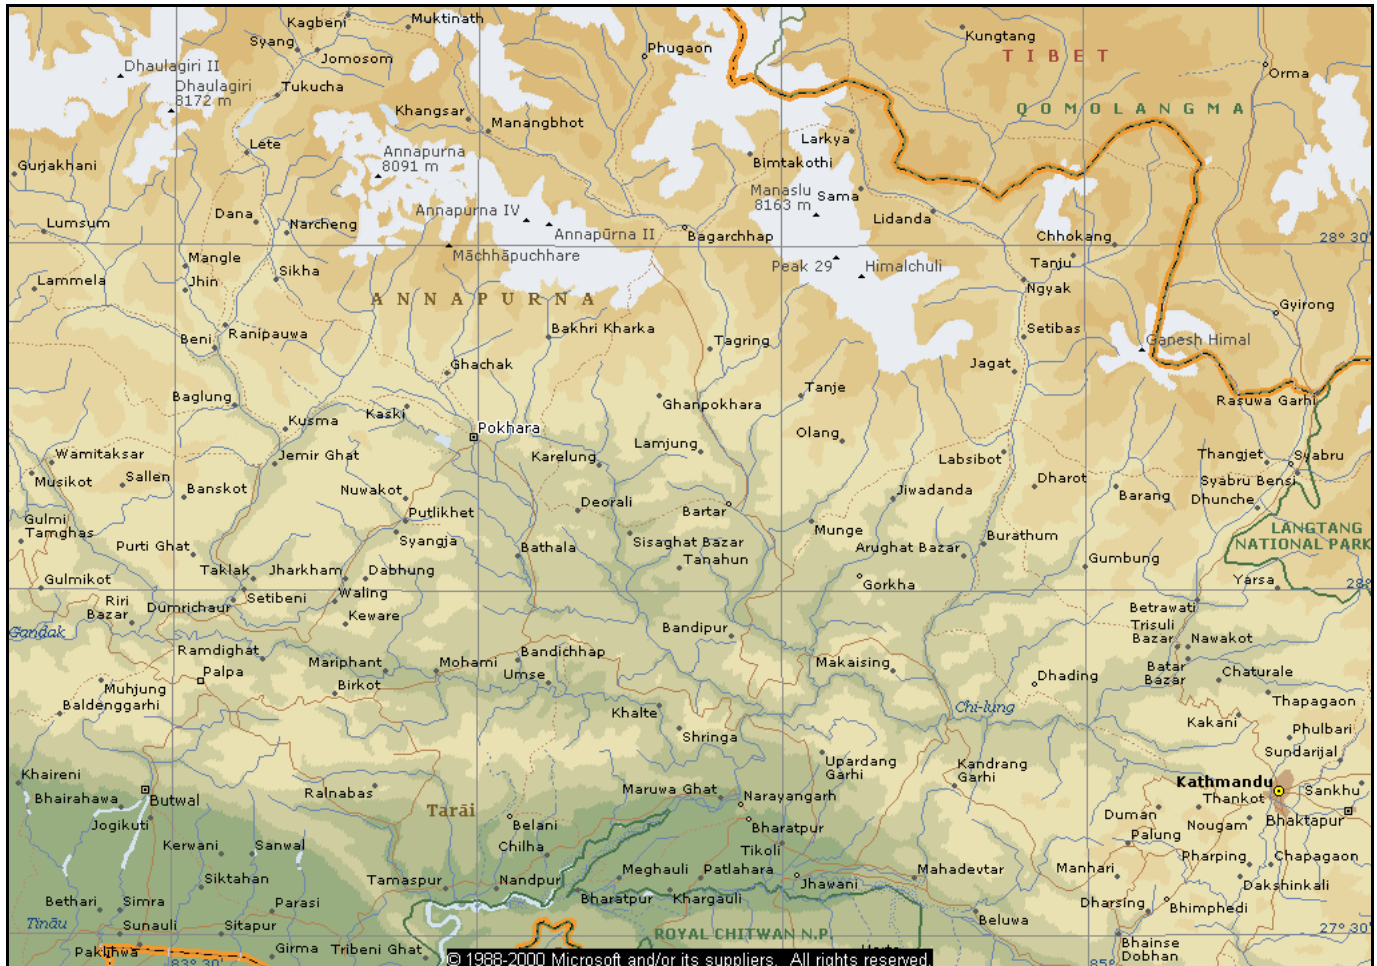 Kagbeni
Muktinath
Syang
Jomosom
Phugaon
Kungtang
TIBET
Dhaulagiri II
Dhaulagiri
8172 m
Tukucha
Orma
Khangsar
Manangbhot
QOMOLANGMA
Lete
Larkya
Annapurna
8091 m
Bimtakothi
Gurjakhani
Manaslu
8163 m
Sama
Lumsum
Dana
Narcheng
Annapurna IV
Annapūrna II
Bagarchhap
Lidanda
Chhokang
28° 30'
Mangle
Māchhāpuchhare
Peak 29
Himalchuli
Tanju
Lammela
Jhin
Sikha
Ngyak
ANNAPURNA
Gyirong
Beni
Ranipauwa
Bakhri Kharka
Tagring
Setibas
Ganesh Himal
Ghachak
Jagat
Baglung
Kusma
Kaski
Ghanpokhara
Tanje
Rasuwa Garhi
Pokhara
Lamjung
Olang
Wamitaksar
Jemir Ghat
Karelung
Labsibot
Thangjet
Syabru
Musikot
Sallen
Banskot
Nuwakot
Deorali
Jiwadanda
Dharot
Barang
Syabru Bensi
Dhunche
Gulmi
Tamghas
Putlikhet
Bartar
Purti Ghat
Syangja
Bathala
Sisaghat Bazar
Munge
Arughat Bazar
Burathum
LANGTANG
NATIONAL PARK
Gulmikot
Taklak
Jharkham
Dabhung
Tanahun
Gorkha
Gumbung
Yarsa
28°
Riri
Bazar
Dumrichaur
Setibeni
Waling
Keware
Betrawati
Gandak
Bandipur
Trisuli
Bazar
Nawakot
Ramdighat
Palpa
Mariphant
Mohami
Bandichhap
Umse
Makaising
Dhading
Batar
Bazar
Chaturale
Muhjung
Baldenggarhi
Birkot
Khalte
Chi-lung
Thapagaon
Kakani
Phulbari
Shringa
Sundarijal
Khaireni
Upardang
Garhi
Kandrang
Garhi
Kathmandu
Sankhu
Bhairahawa
Butwal
Ralnabas
Maruwa Ghat
Narayangarh
Thankot
Jogikuti
Tarāi
Belani
Bharatpur
Duman
Nougam
Bhaktapur
Kerwani
Sanwal
Chilha
Tikoli
Palung
Siktahan
Tamaspur
Nandpur
Meghauli
Patlahara
Jhawani
Mahadevtar
Manhari
Pharping
Chapagaon
Bethari
Simra
Parasi
Bharatpur
Khargauli
Dakshinkali
Tināu
Sunauli
Sitapur
Beluwa
Dharsing
Bhimphedi
ROYAL CHITWAN N.P.
27° 30'
Girma
Tribeni Ghat
Bhainse
Dobhan
83° 30'
85°
© 1988-2000 Microsoft and/or its suppliers. All rights reserved.